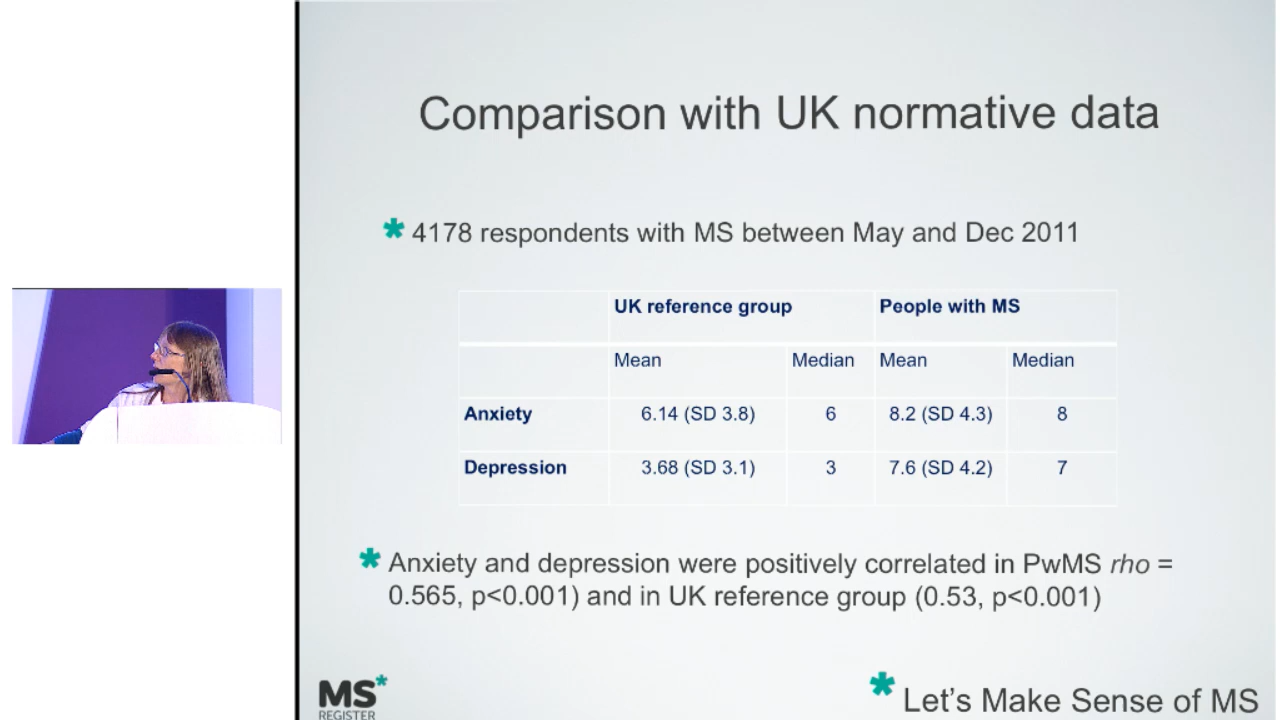 Comparison with UK normative data
* 4178 respondents with MS between May and Dec 2011
UK reference group People with MS
Mean Median Mean Median
Anxiety 6.14 (SD 3.8) 6 8.2 (SD 4.3) 8
Depression 3.68 (SD 3.1) 3 7.6 (SD 4.2) 7
* Anxiety and depression were positively correlated in PwMS rho =
0.565, p<0.001) and in UK reference group (0.53, p<0.001)
MS*
REGISTER
* Let's Make Sense of MS